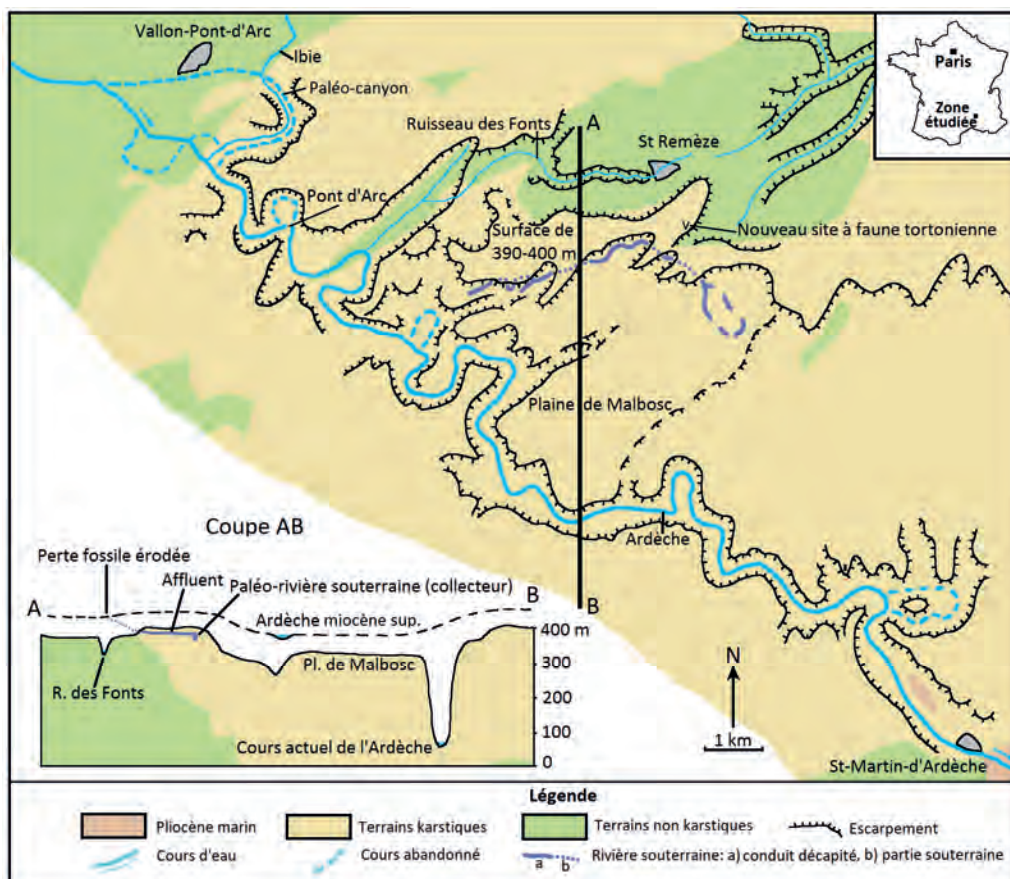 Vallon-Pont-d'Arc
Ibie
Paléo-canyon
Paris
Zone
étudiée
Ruisseau des Fonts
A
St Remèze
Pont d'Arc
Surface de
390-400 m
Nouveau site à faune tortonienne
Plaine de Malbosc
Ardèche
B
Coupe AB
Perte fossile érodée
Affluent
Paléo-rivière souterraine (collecteur)
A
Ardèche miocène sup.
B
400 m
300
200
100
0
Pl. de Malbosc
R. des Fonts
Cours actuel de l'Ardèche
N
1 km
St-Martin-d'Ardèche
Légende
Pliocène marin
Terrains karstiques
Terrains non karstiques
Escarpement
Cours d'eau
Cours abandonné
a b
Rivière souterraine: a) conduit décapité, b) partie souterraine